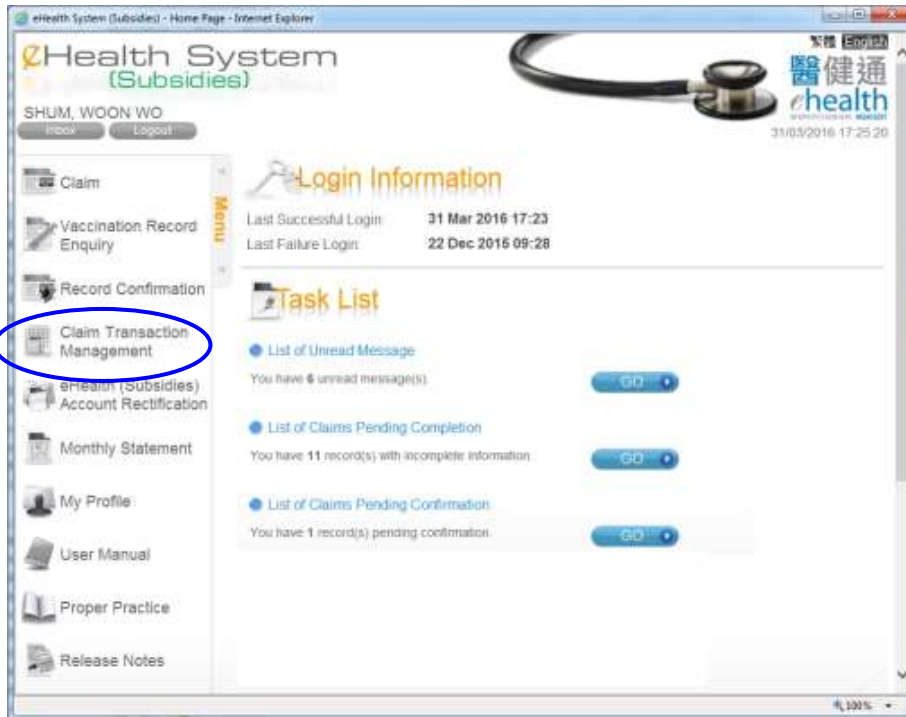 eHealth System (Subsidies) - Home Page - Internet Explorer
eHealth System
(Subsidies)
繁體 English
醫健通
ehealth
SHUM, WOON WO
Inbox Logout
31/03/2016 17:25:20
Menu
Claim
Vaccination Record
Enquiry
Record Confirmation
Claim Transaction
Management
eHealth (Subsidies)
Account Rectification
Monthly Statement
My Profile
User Manual
Proper Practice
Release Notes
Login Information
Last Successful Login: 31 Mar 2016 17:23
Last Failure Login: 22 Dec 2015 09:28
Task List
List of Unread Message
You have 6 unread message(s).
GO
List of Claims Pending Completion
You have 11 record(s) with incomplete information.
GO
List of Claims Pending Confirmation
You have 1 record(s) pending confirmation.
GO
100%